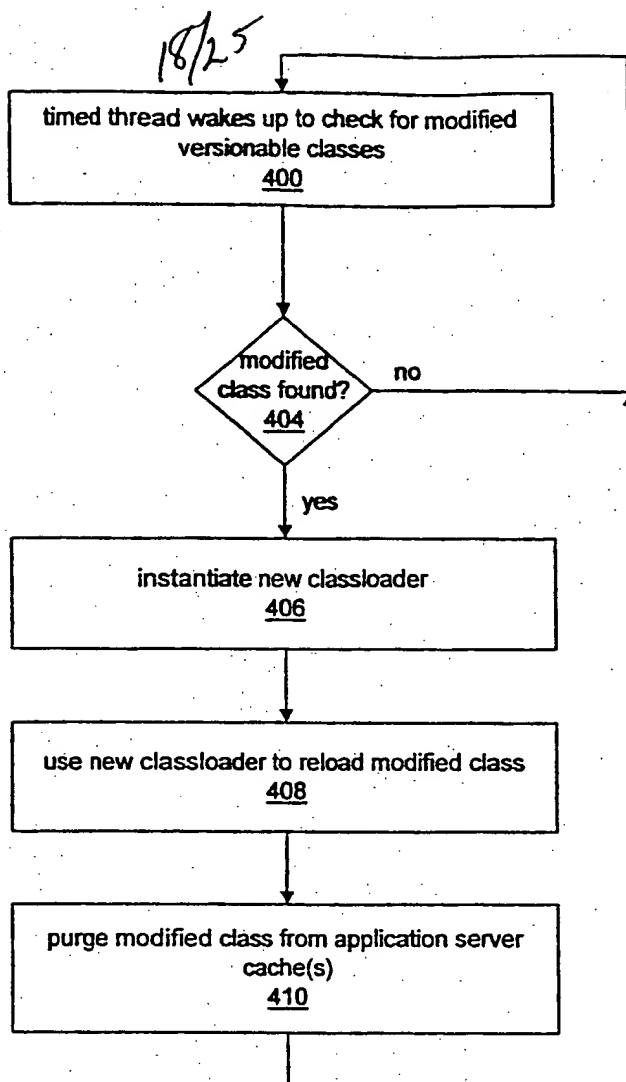 18/25
timed thread wakes up to check for modified
versionable classes
400
modified
class found?
404
no
yes
instantiate new classloader
406
use new classloader to reload modified class
408
purge modified class from application server
cache(s)
410